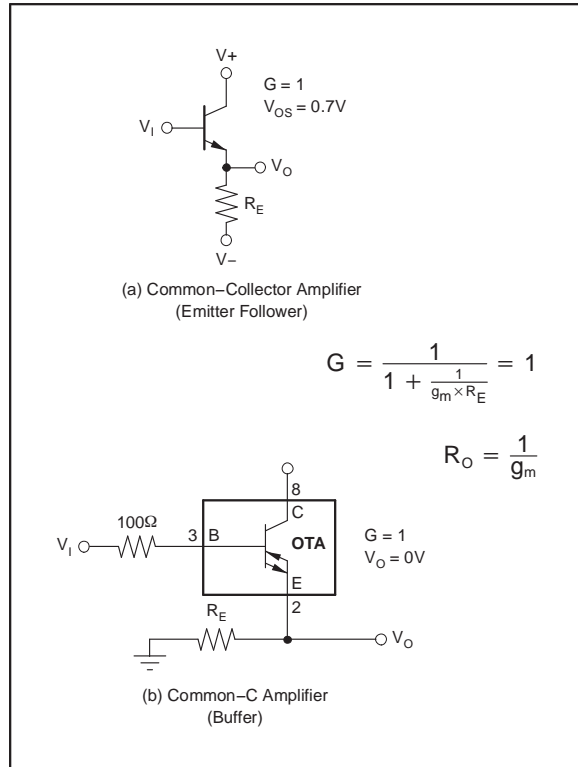 V+
G = 1
V_OS = 0.7V
V_I
V_O
R_E
V−
(a) Common−Collector Amplifier
(Emitter Follower)
G = 1 / (1 + 1 / (g_m × R_E)) = 1
R_O = 1 / g_m
8
C
100Ω
3 B
OTA
G = 1
V_O = 0V
V_I
E
2
R_E
V_O
(b) Common−C Amplifier
(Buffer)